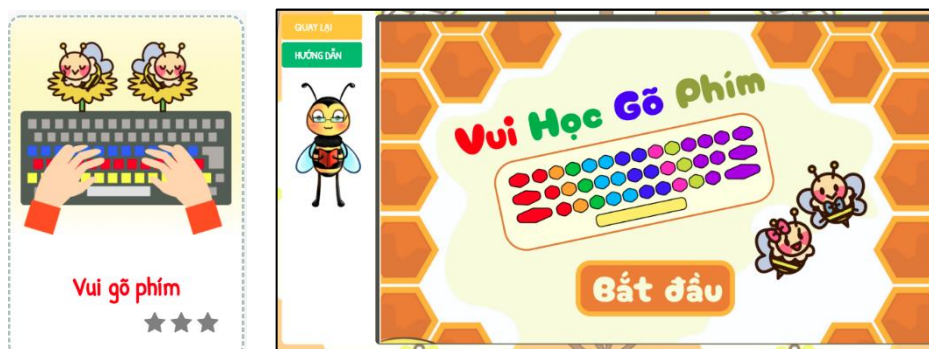 Vui gõ phím
QUAY LẠI
HƯỚNG DẪN
Vui Học Gõ Phím
Bắt đầu